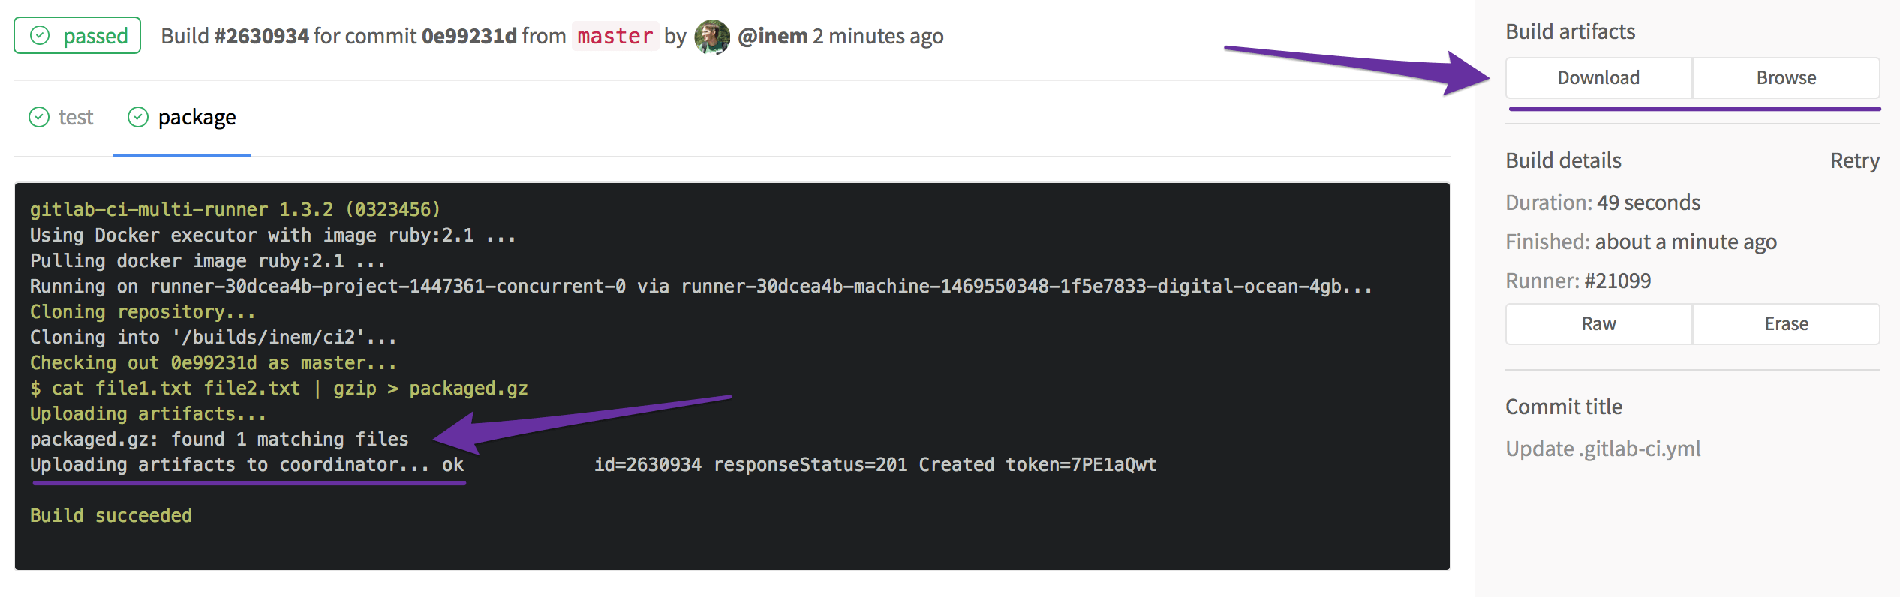 passed Build #2630934 for commit 0e99231d from master by @inem 2 minutes ago
test package
gitlab-ci-multi-runner 1.3.2 (0323456)
Using Docker executor with image ruby:2.1 ...
Pulling docker image ruby:2.1 ...
Running on runner-30dcea4b-project-1447361-concurrent-0 via runner-30dcea4b-machine-1469550348-1f5e7833-digital-ocean-4gb...
Cloning repository...
Cloning into '/builds/inem/ci2'...
Checking out 0e99231d as master...
$ cat file1.txt file2.txt | gzip > packaged.gz
Uploading artifacts...
packaged.gz: found 1 matching files
Uploading artifacts to coordinator... ok id=2630934 responseStatus=201 Created token=7PE1aQwt
Build succeeded
Build artifacts
Download Browse
Build details Retry
Duration: 49 seconds
Finished: about a minute ago
Runner: #21099
Raw Erase
Commit title
Update .gitlab-ci.yml